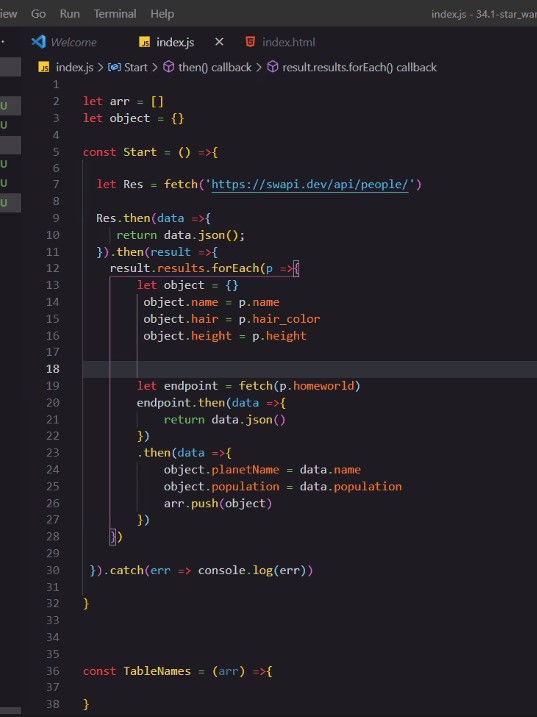 iew Go Run Terminal Help index.js - 34.1-star_war
Welcome JS index.js × index.html
JS index.js > Start > then() callback > result.results.forEach() callback
1
2 let arr = []
3 let object = {}
4
5 const Start = () =>{
6
7 let Res = fetch('https://swapi.dev/api/people/')
8
9 Res.then(data =>{
10 return data.json();
11 }).then(result =>{
12 result.results.forEach(p =>{
13 let object = {}
14 object.name = p.name
15 object.hair = p.hair_color
16 object.height = p.height
17
18
19 let endpoint = fetch(p.homeworld)
20 endpoint.then(data =>{
21 return data.json()
22 })
23 .then(data =>{
24 object.planetName = data.name
25 object.population = data.population
26 arr.push(object)
27 })
28 })
29
30 }).catch(err => console.log(err))
31
32 }
33
34
35
36 const TableNames = (arr) =>{
37
38 }
U
U
U
U
U